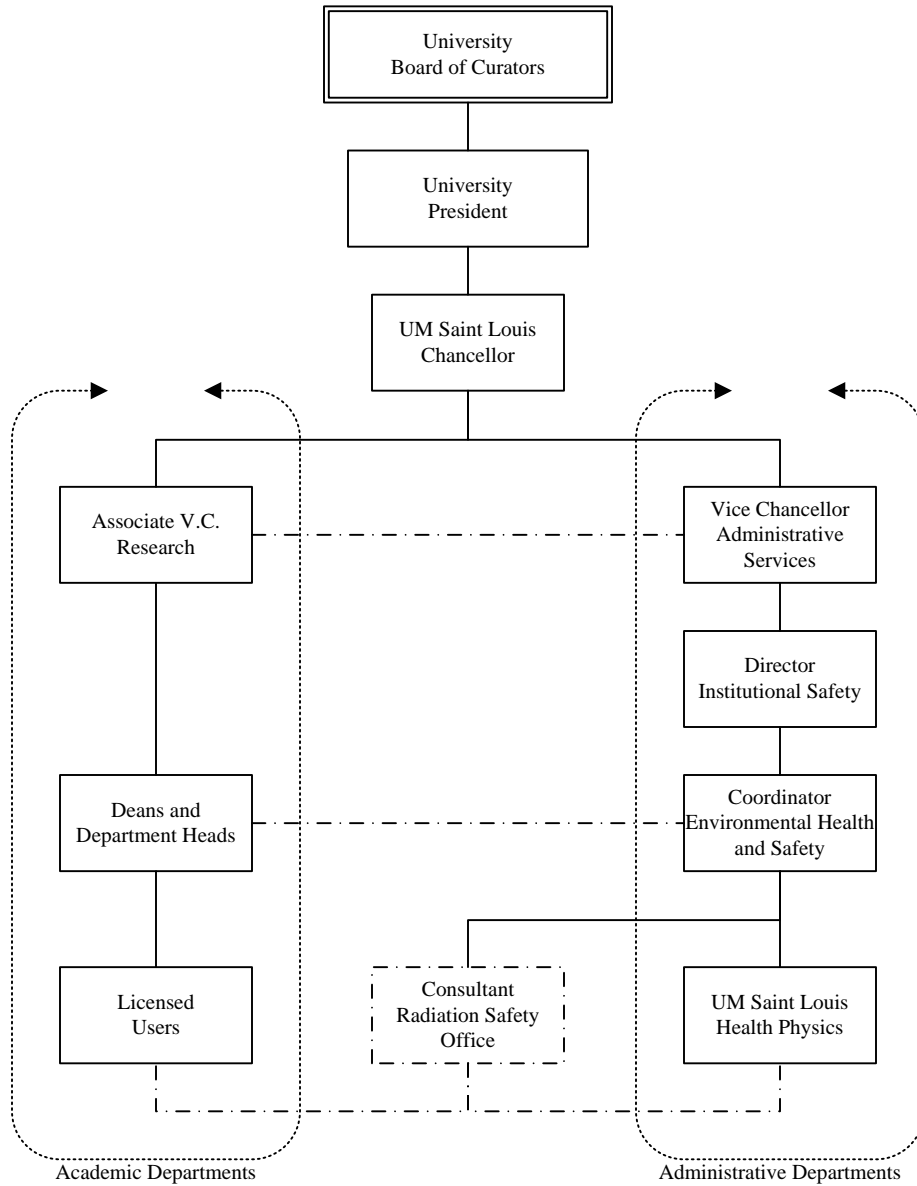 University
Board of Curators
University
President
UM Saint Louis
Chancellor
Associate V.C.
Research
Vice Chancellor
Administrative
Services
Director
Institutional Safety
Deans and
Department Heads
Coordinator
Environmental Health
and Safety
Licensed
Users
Consultant
Radiation Safety
Office
UM Saint Louis
Health Physics
Academic Departments
Administrative Departments